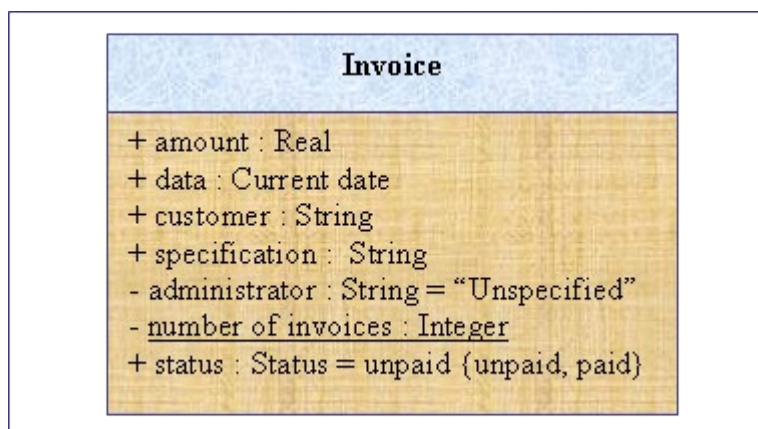 Invoice
+ amount : Real
+ data : Current date
+ customer : String
+ specification :  String
- administrator : String = “Unspecified”
- number of invoices : Integer
+ status : Status = unpaid {unpaid, paid}